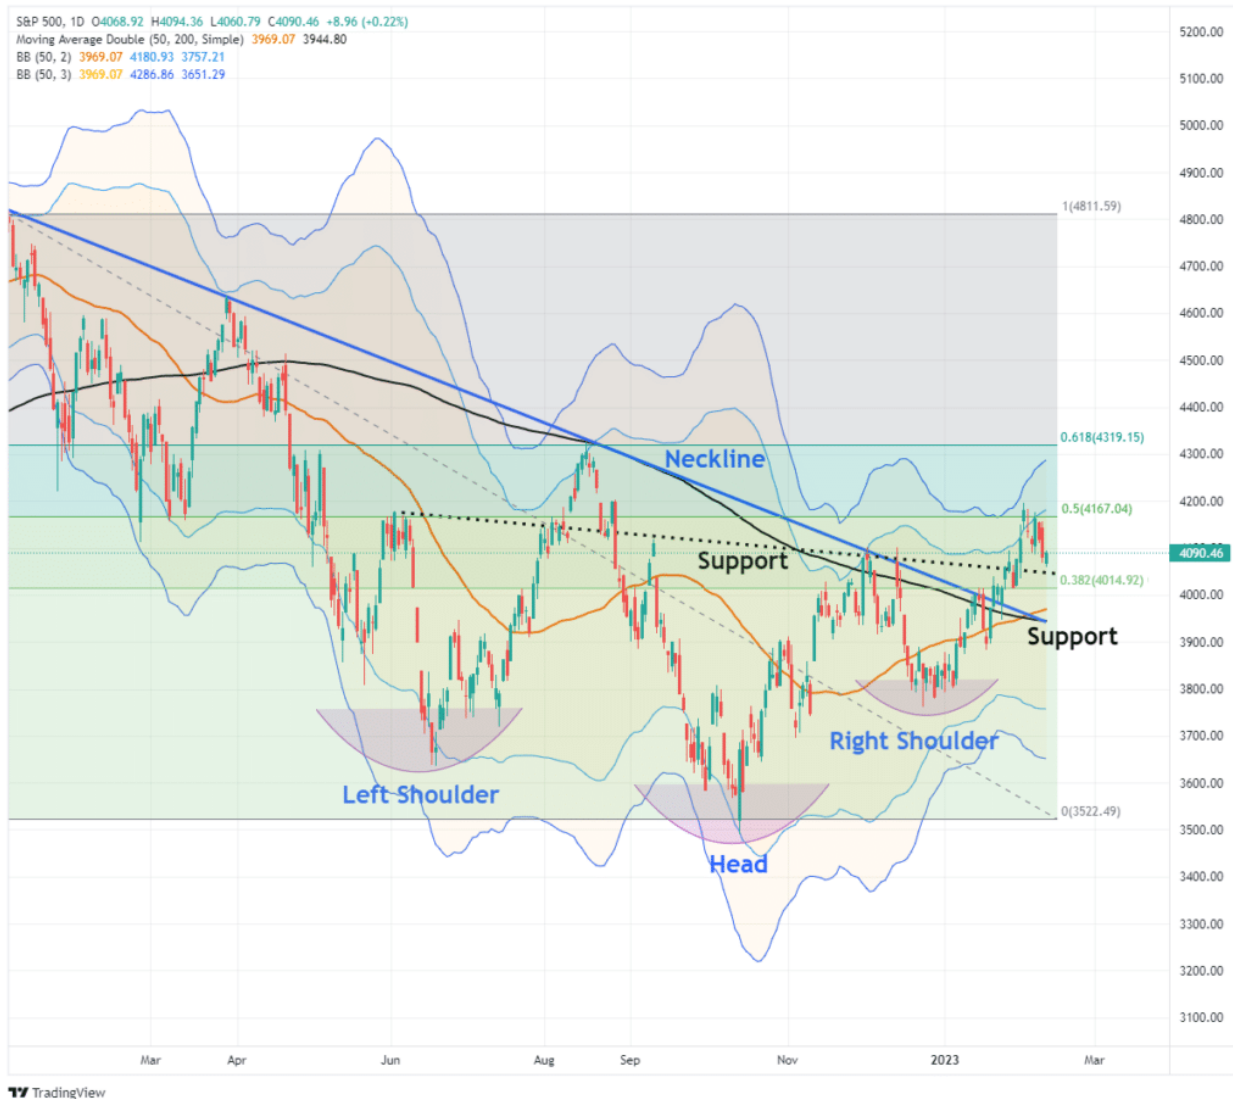 S&P 500, 1D O4068.92 H4094.36 L4060.79 C4090.46 +8.96 (+0.22%)
Moving Average Double (50, 200, Simple) 3969.07 3944.80
BB (50, 2) 3969.07 4180.93 3757.21
BB (50, 3) 3969.07 4286.86 3651.29
5200.00
5100.00
5000.00
4900.00
1(4811.59)
4800.00
4700.00
4600.00
4500.00
4400.00
0.618(4319.15)
Neckline
4300.00
0.5(4167.04)
4200.00
Support
4090.46
0.382(4014.92)
4000.00
Support
3900.00
3800.00
Right Shoulder
3700.00
Left Shoulder
3600.00
0(3522.49)
3500.00
Head
3400.00
3300.00
3200.00
3100.00
Mar Apr Jun Aug Sep Nov 2023 Mar
TradingView